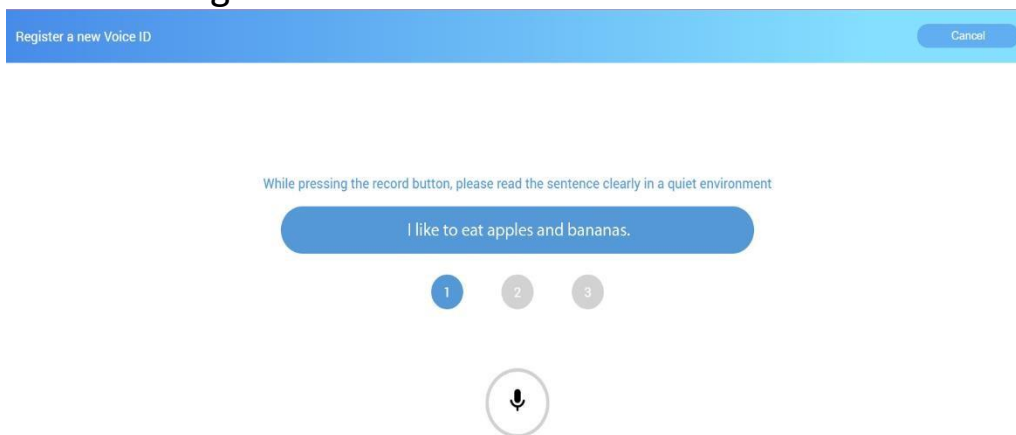 Register a new Voice ID Cancel
While pressing the record button, please read the sentence clearly in a quiet environment
I like to eat apples and bananas.
1 2 3